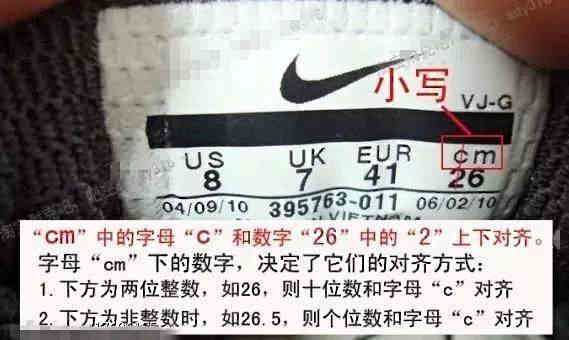 小写
VJ-G
US UK EUR cm
8 7 41 26
04/09/10 395763-011 06/02/10
VIETNAM
“cm”中的字母“c”和数字“26”中的“2”上下对齐。
字母“cm”下的数字，决定了它们的对齐方式：
1. 下方为两位整数，如26，则十位数和字母“c”对齐
2. 下方为非整数时，如26.5，则个位数和字母“c”对齐